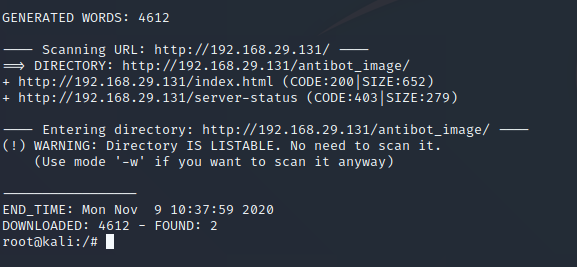 GENERATED WORDS: 4612
---- Scanning URL: http://192.168.29.131/ ----
==> DIRECTORY: http://192.168.29.131/antibot_image/
+ http://192.168.29.131/index.html (CODE:200|SIZE:652)
+ http://192.168.29.131/server-status (CODE:403|SIZE:279)
---- Entering directory: http://192.168.29.131/antibot_image/ ----
(!) WARNING: Directory IS LISTABLE. No need to scan it.
(Use mode '-w' if you want to scan it anyway)
-----------------
END_TIME: Mon Nov  9 10:37:59 2020
DOWNLOADED: 4612 - FOUND: 2
root@kali:/#